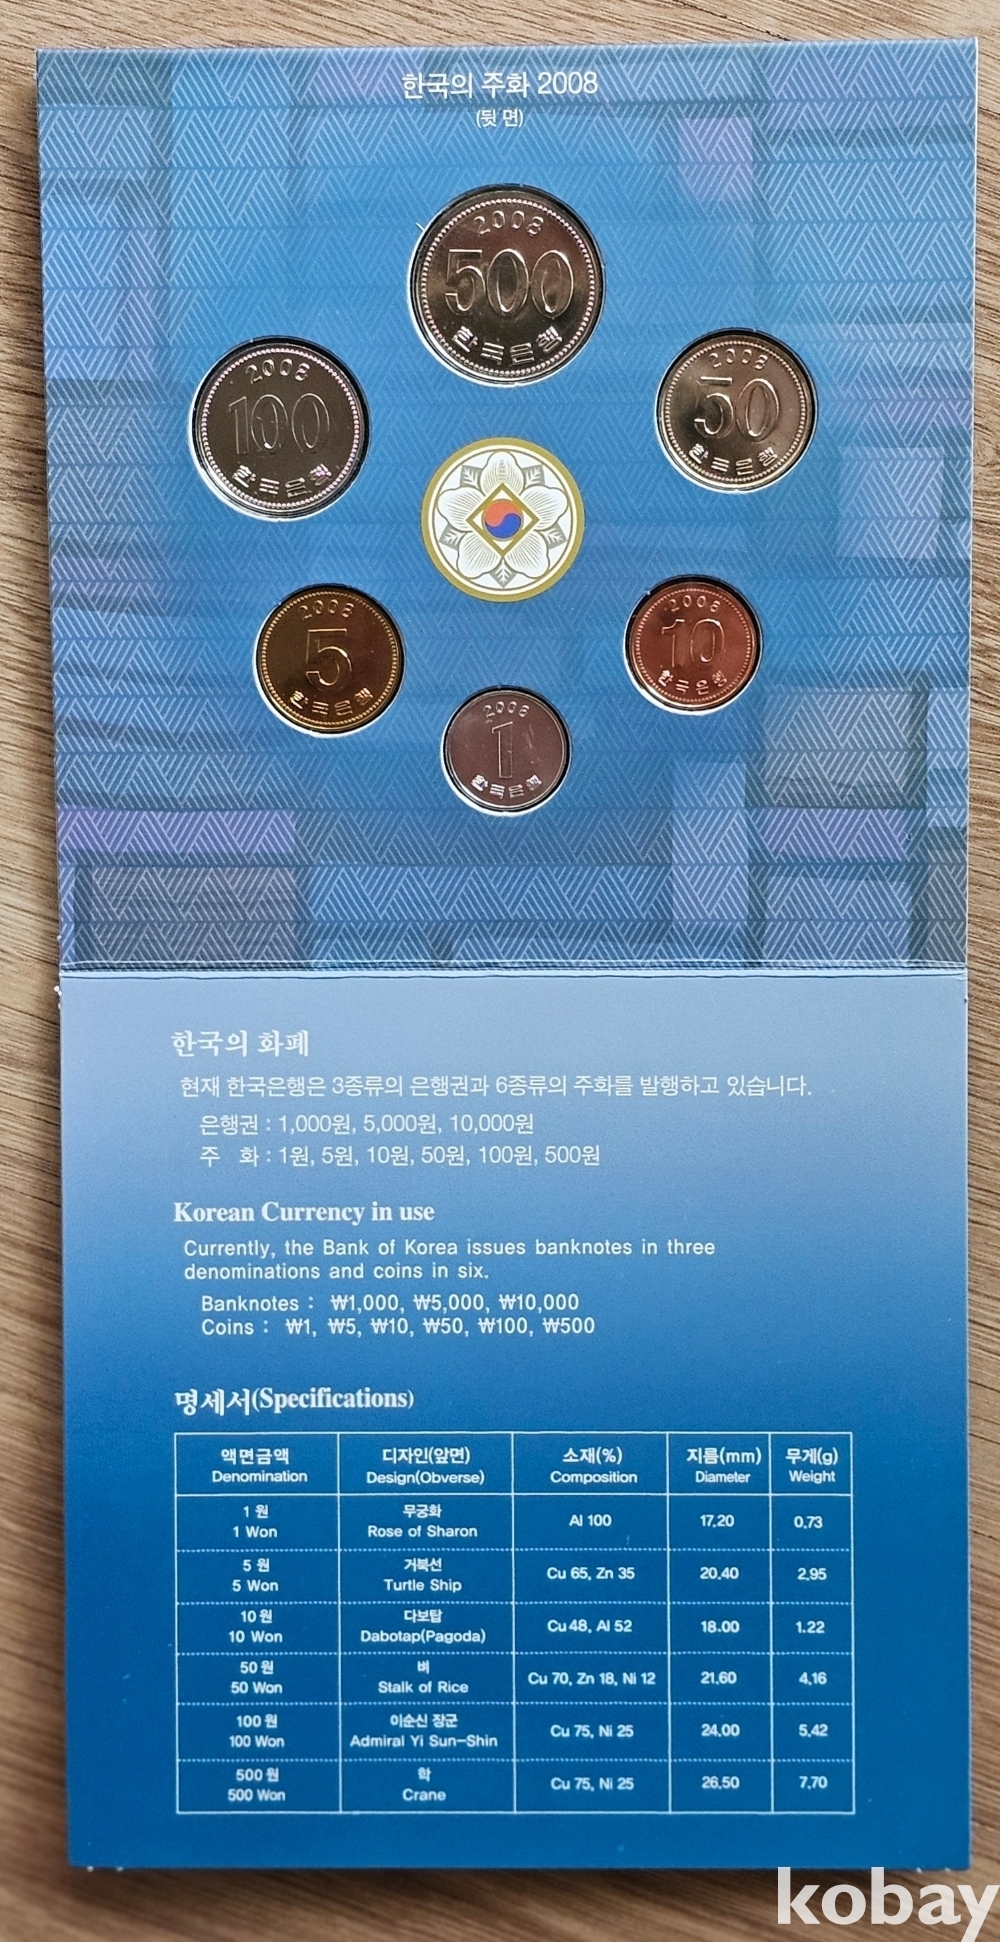 한국의 주화 2008
(뒷 면)
2008
500
한국은행
2008
100
한국은행
2008
50
한국은행
2008
5
한국은행
2008
10
한국은행
2008
1
한국은행
한국의 화폐
현재 한국은행은 3종류의 은행권과 6종류의 주화를 발행하고 있습니다.
은행권 : 1,000원, 5,000원, 10,000원
주 화 : 1원, 5원, 10원, 50원, 100원, 500원
Korean Currency in use
Currently, the Bank of Korea issues banknotes in three
denominations and coins in six.
Banknotes : ₩1,000, ₩5,000, ₩10,000
Coins : ₩1, ₩5, ₩10, ₩50, ₩100, ₩500
명세서(Specifications)
액면금액 디자인(앞면) 소재(%) 지름(mm) 무게(g)
Denomination Design(Obverse) Composition Diameter Weight
1 원 무궁화
1 Won Rose of Sharon Al 100 17.20 0.73
5 원 거북선
5 Won Turtle Ship Cu 65, Zn 35 20.40 2.95
10 원 다보탑
10 Won Dabotap(Pagoda) Cu 48, Al 52 18.00 1.22
50 원 벼
50 Won Stalk of Rice Cu 70, Zn 18, Ni 12 21.60 4.16
100 원 이순신 장군
100 Won Admiral Yi Sun-Shin Cu 75, Ni 25 24.00 5.42
500 원 학
500 Won Crane Cu 75, Ni 25 26.50 7.70
kobay